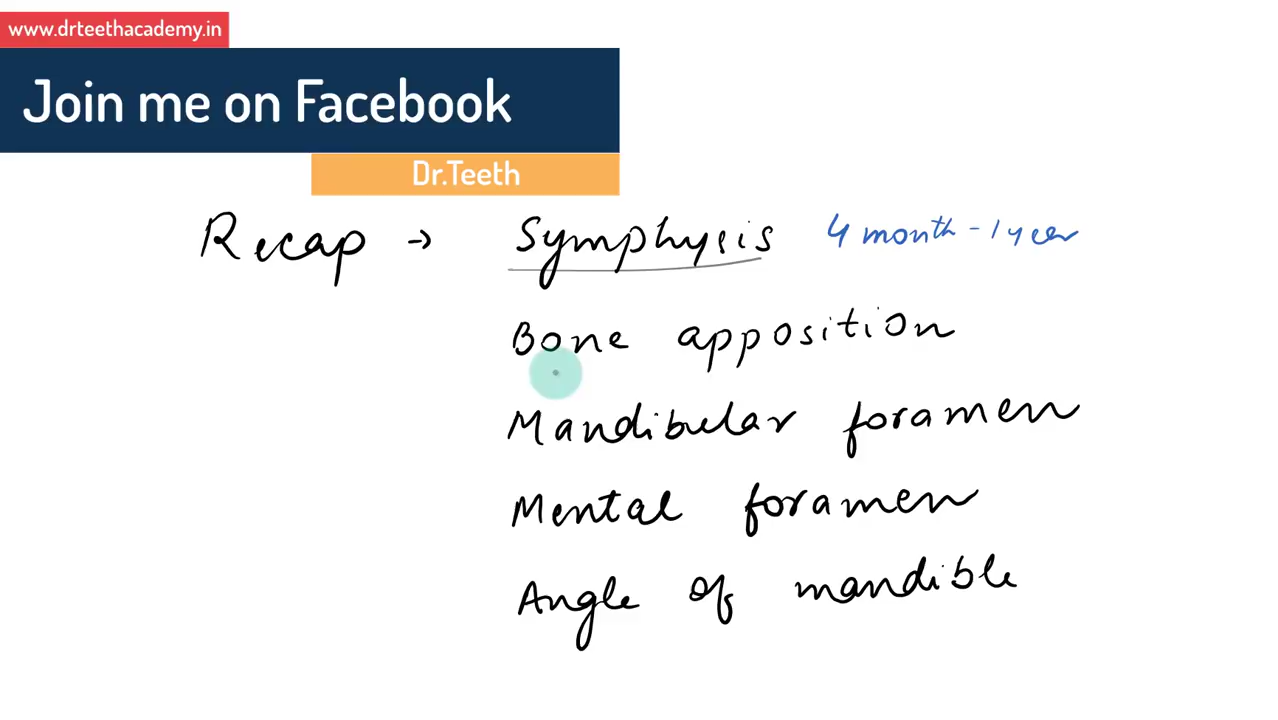 www.drteethacademy.in
Join me on Facebook
Dr.Teeth
Recap → Symphysis 4 month - 1 year
Bone apposition
Mandibular foramen
Mental foramen
Angle of mandible